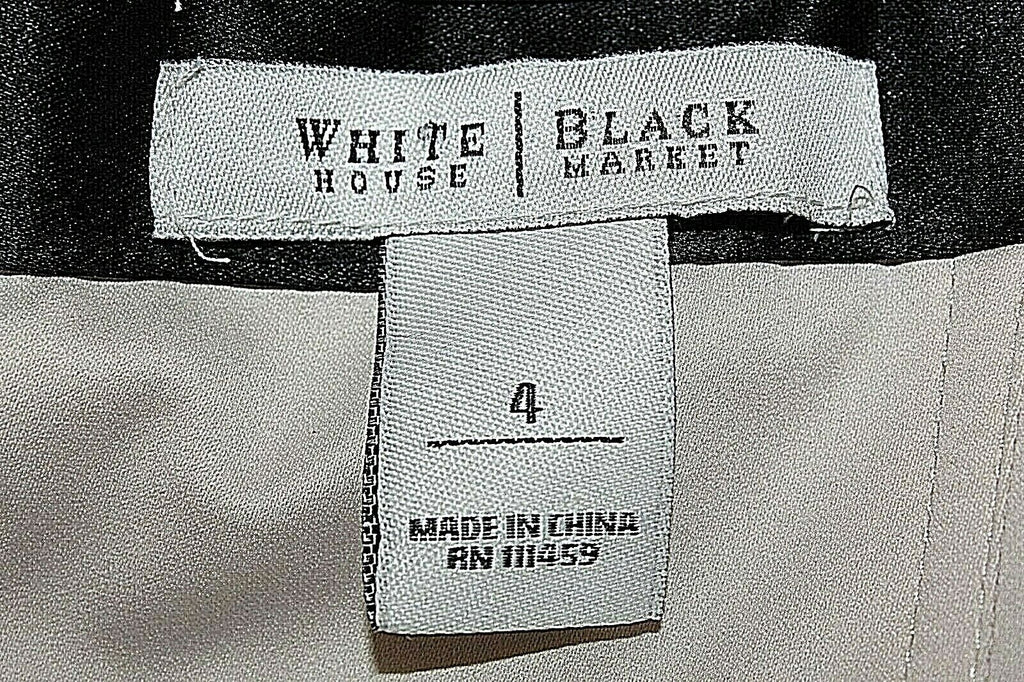 WHITE | BLACK
HOUSE | MARKET
4
MADE IN CHINA
RN 111459